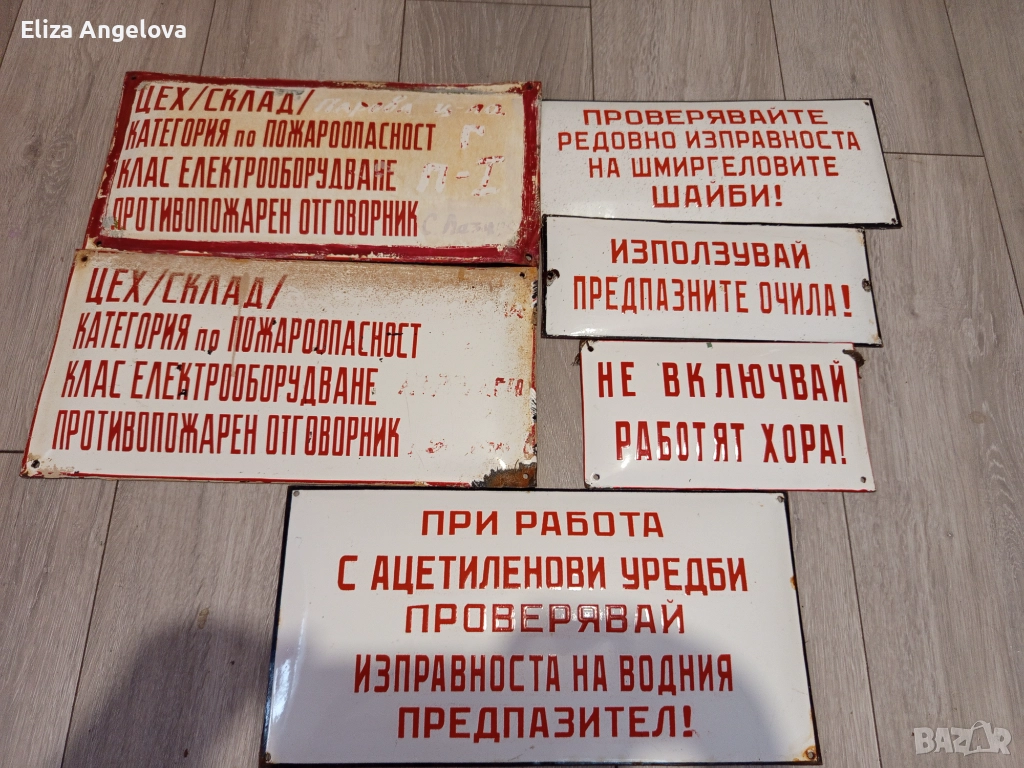 Eliza Angelova
ЦЕХ/СКЛАД/
КАТЕГОРИЯ по ПОЖАРООПАСНОСТ Г
КЛАС ЕЛЕКТРООБОРУДВАНЕ П-I
ПРОТИВОПОЖАРЕН ОТГОВОРНИК
ПРОВЕРЯВАЙТЕ
РЕДОВНО ИЗПРАВНОСТА
НА ШМИРГЕЛОВИТЕ
ШАЙБИ!
ИЗПОЛЗУВАЙ
ПРЕДПАЗНИТЕ ОЧИЛА!
ЦЕХ/СКЛАД/
КАТЕГОРИЯ по ПОЖАРООПАСНОСТ
КЛАС ЕЛЕКТРООБОРУДВАНЕ
ПРОТИВОПОЖАРЕН ОТГОВОРНИК
НЕ ВКЛЮЧВАЙ
РАБОТЯТ ХОРА!
ПРИ РАБОТА
С АЦЕТИЛЕНОВИ УРЕДБИ
ПРОВЕРЯВАЙ
ИЗПРАВНОСТА НА ВОДНИЯ
ПРЕДПАЗИТЕЛ!
BAZAR